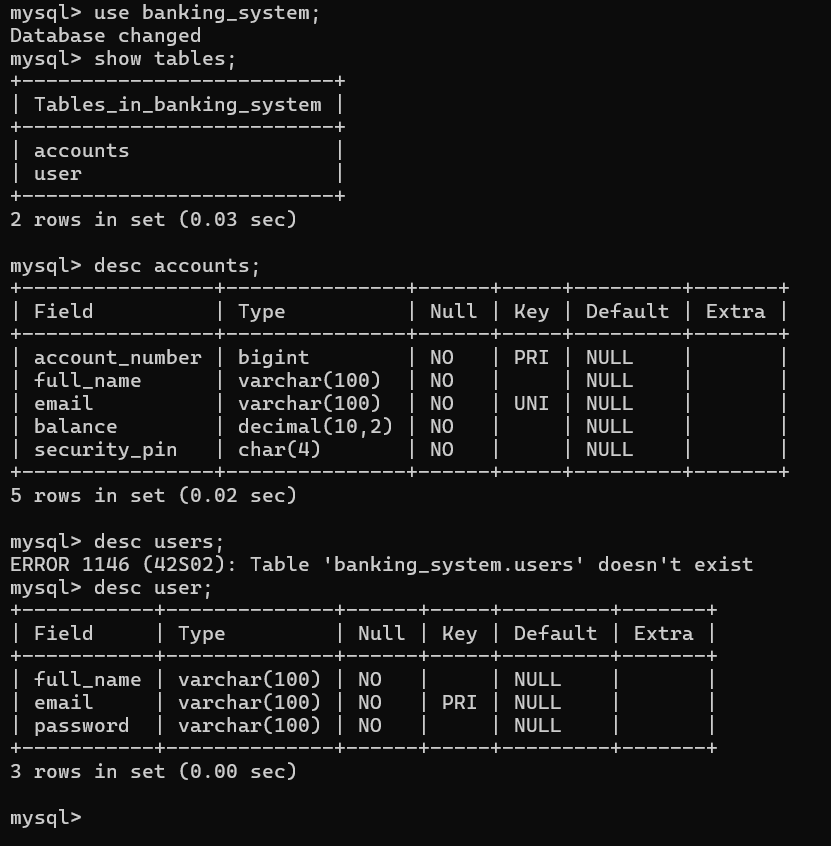 mysql> use banking_system;
Database changed
mysql> show tables;
+--------------------------+
| Tables_in_banking_system |
+--------------------------+
| accounts                 |
| user                     |
+--------------------------+
2 rows in set (0.03 sec)

mysql> desc accounts;
+----------------+---------------+------+-----+---------+-------+
| Field          | Type          | Null | Key | Default | Extra |
+----------------+---------------+------+-----+---------+-------+
| account_number | bigint        | NO   | PRI | NULL    |       |
| full_name      | varchar(100)  | NO   |     | NULL    |       |
| email          | varchar(100)  | NO   | UNI | NULL    |       |
| balance        | decimal(10,2) | NO   |     | NULL    |       |
| security_pin   | char(4)       | NO   |     | NULL    |       |
+----------------+---------------+------+-----+---------+-------+
5 rows in set (0.02 sec)

mysql> desc users;
ERROR 1146 (42S02): Table 'banking_system.users' doesn't exist
mysql> desc user;
+-----------+--------------+------+-----+---------+-------+
| Field     | Type         | Null | Key | Default | Extra |
+-----------+--------------+------+-----+---------+-------+
| full_name | varchar(100) | NO   |     | NULL    |       |
| email     | varchar(100) | NO   | PRI | NULL    |       |
| password  | varchar(100) | NO   |     | NULL    |       |
+-----------+--------------+------+-----+---------+-------+
3 rows in set (0.00 sec)

mysql>